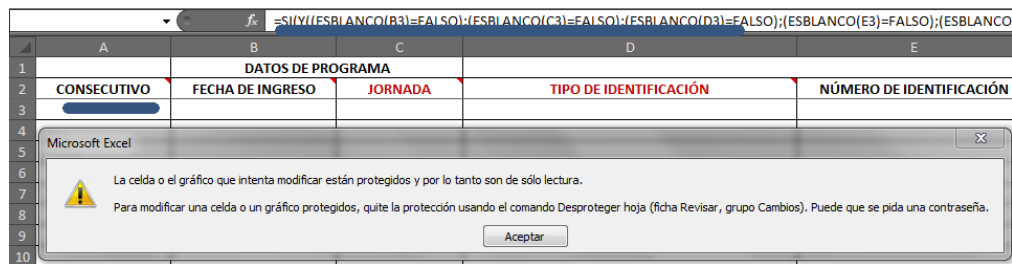 fx =SI(Y((ESBLANCO(B3)=FALSO);(ESBLANCO(C3)=FALSO);(ESBLANCO(D3)=FALSO);(ESBLANCO(E3)=FALSO);(ESBLANCO
A B C D E
1 DATOS DE PROGRAMA
2 CONSECUTIVO FECHA DE INGRESO JORNADA TIPO DE IDENTIFICACIÓN NÚMERO DE IDENTIFICACIÓN
3
4
Microsoft Excel
5
6
La celda o el gráfico que intenta modificar están protegidos y por lo tanto son de sólo lectura.
7
Para modificar una celda o un gráfico protegidos, quite la protección usando el comando Desproteger hoja (ficha Revisar, grupo Cambios). Puede que se pida una contraseña.
8
9
Aceptar
10